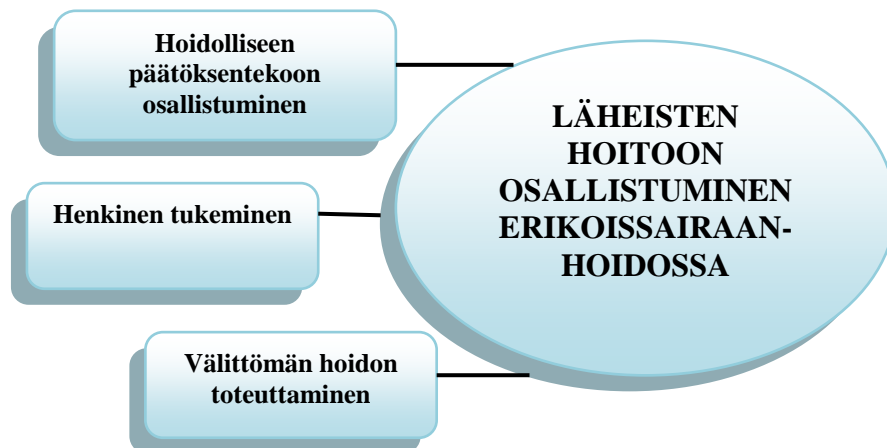 Hoidolliseen
päätöksentekoon
osallistuminen
Henkinen tukeminen
Välittömän hoidon
toteuttaminen
LÄHEISTEN
HOITOON
OSALLISTUMINEN
ERIKOISSAIRAAN-
HOIDOSSA